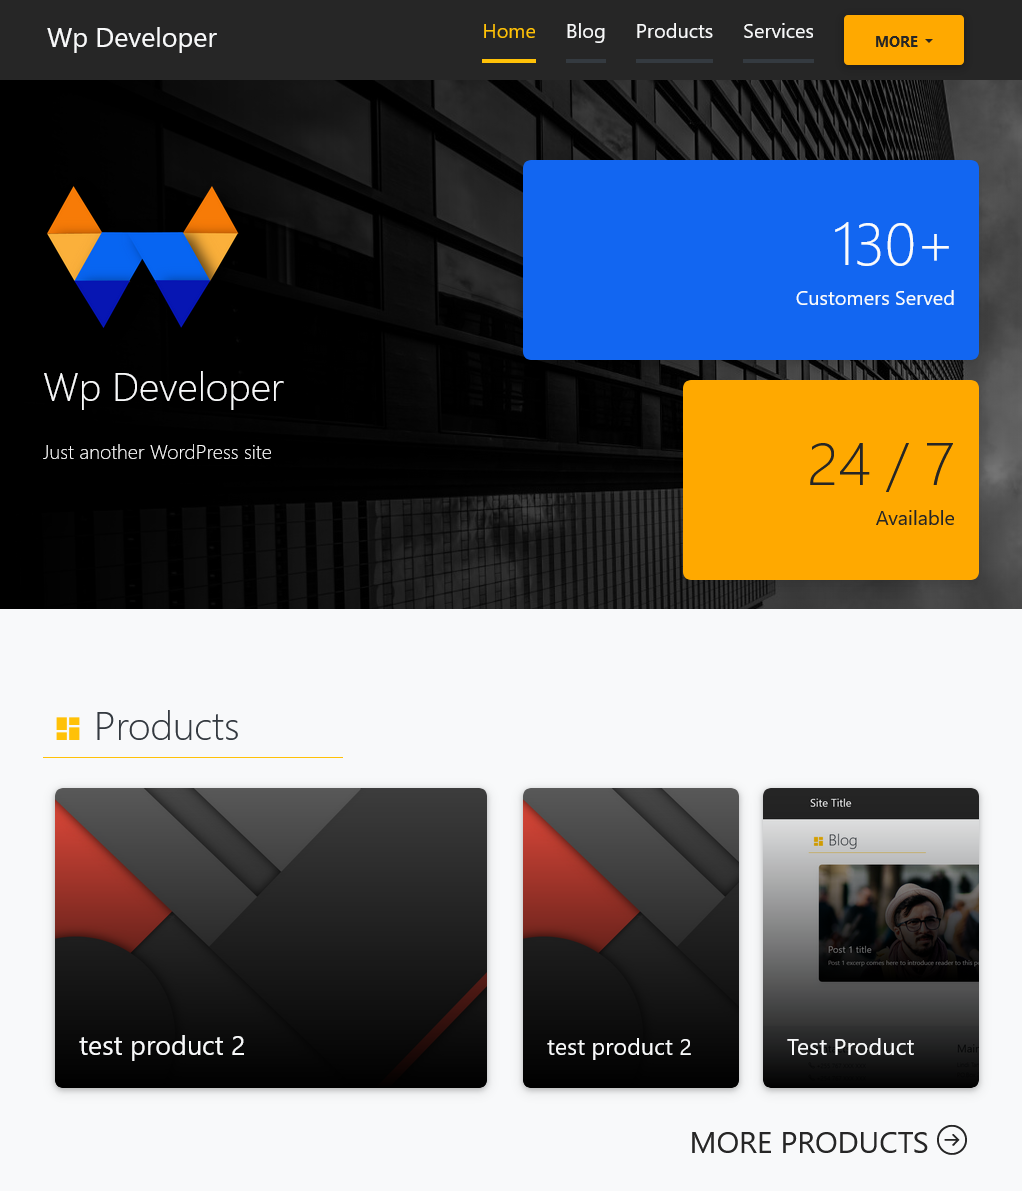 Wp Developer
Home Blog Products Services MORE
130+
Customers Served
Wp Developer
Just another WordPress site
24 / 7
Available
Products
test product 2
test product 2
Site Title
Blog
Post 1 title
Post 1 excerp comes here to introduce reader to this
Test Product
MORE PRODUCTS